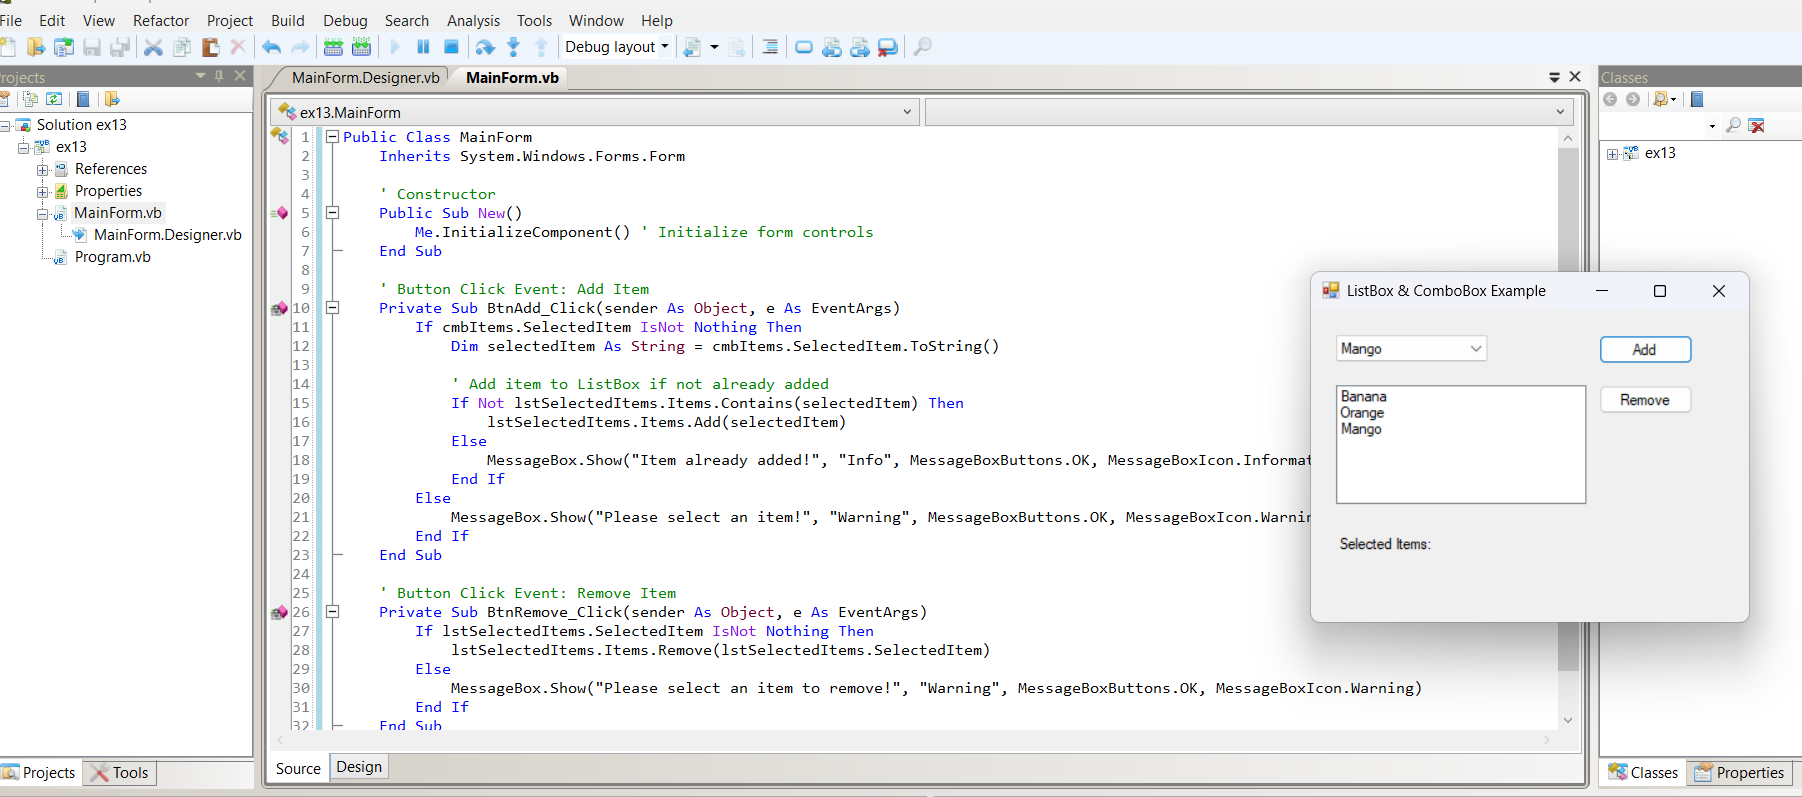 File Edit View Refactor Project Build Debug Search Analysis Tools Window Help
Debug layout
Projects
Solution ex13
ex13
References
Properties
MainForm.vb
MainForm.Designer.vb
Program.vb
Projects Tools
MainForm.Designer.vb MainForm.vb
ex13.MainForm
1 Public Class MainForm
2 Inherits System.Windows.Forms.Form
3
4 ' Constructor
5 Public Sub New()
6 Me.InitializeComponent() ' Initialize form controls
7 End Sub
8
9 ' Button Click Event: Add Item
10 Private Sub BtnAdd_Click(sender As Object, e As EventArgs)
11 If cmbItems.SelectedItem IsNot Nothing Then
12 Dim selectedItem As String = cmbItems.SelectedItem.ToString()
13
14 ' Add item to ListBox if not already added
15 If Not lstSelectedItems.Items.Contains(selectedItem) Then
16 lstSelectedItems.Items.Add(selectedItem)
17 Else
18 MessageBox.Show("Item already added!", "Info", MessageBoxButtons.OK, MessageBoxIcon.Informat
19 End If
20 Else
21 MessageBox.Show("Please select an item!", "Warning", MessageBoxButtons.OK, MessageBoxIcon.Warnin
22 End If
23 End Sub
24
25 ' Button Click Event: Remove Item
26 Private Sub BtnRemove_Click(sender As Object, e As EventArgs)
27 If lstSelectedItems.SelectedItem IsNot Nothing Then
28 lstSelectedItems.Items.Remove(lstSelectedItems.SelectedItem)
29 Else
30 MessageBox.Show("Please select an item to remove!", "Warning", MessageBoxButtons.OK, MessageBoxIcon.Warning)
31 End If
32 End Sub
Source Design
ListBox & ComboBox Example
Mango Add
Banana Remove
Orange
Mango
Selected Items:
Classes
ex13
Classes Properties